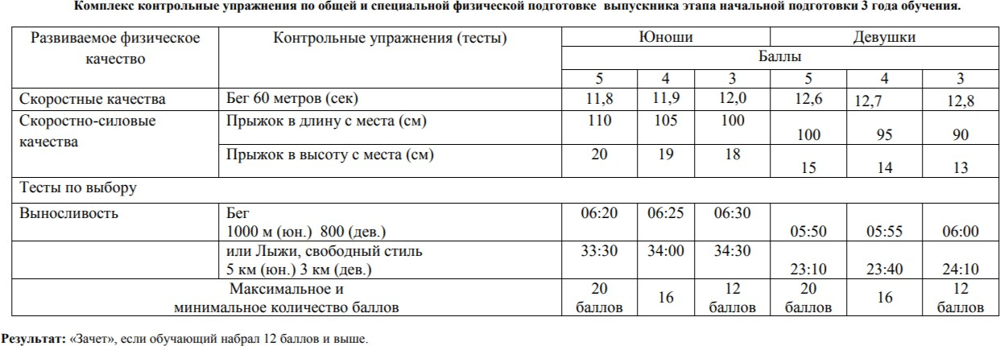 Комплекс контрольные упражнения по общей и специальной физической подготовке выпускника этапа начальной подготовки 3 года обучения.
Развиваемое физическое качество Контрольные упражнения (тесты) Юноши Девушки
Баллы
5 4 3 5 4 3
Скоростные качества Бег 60 метров (сек) 11,8 11,9 12,0 12,6 12,7 12,8
Скоростно-силовые качества Прыжок в длину с места (см) 110 105 100 100 95 90
Прыжок в высоту с места (см) 20 19 18 15 14 13
Тесты по выбору
Выносливость Бег 06:20 06:25 06:30
1000 м (юн.) 800 (дев.) 05:50 05:55 06:00
или Лыжи, свободный стиль 33:30 34:00 34:30
5 км (юн.) 3 км (дев.) 23:10 23:40 24:10
Максимальное и минимальное количество баллов 20 баллов 16 12 баллов 20 баллов 16 12 баллов
Результат: «Зачет», если обучающий набрал 12 баллов и выше.